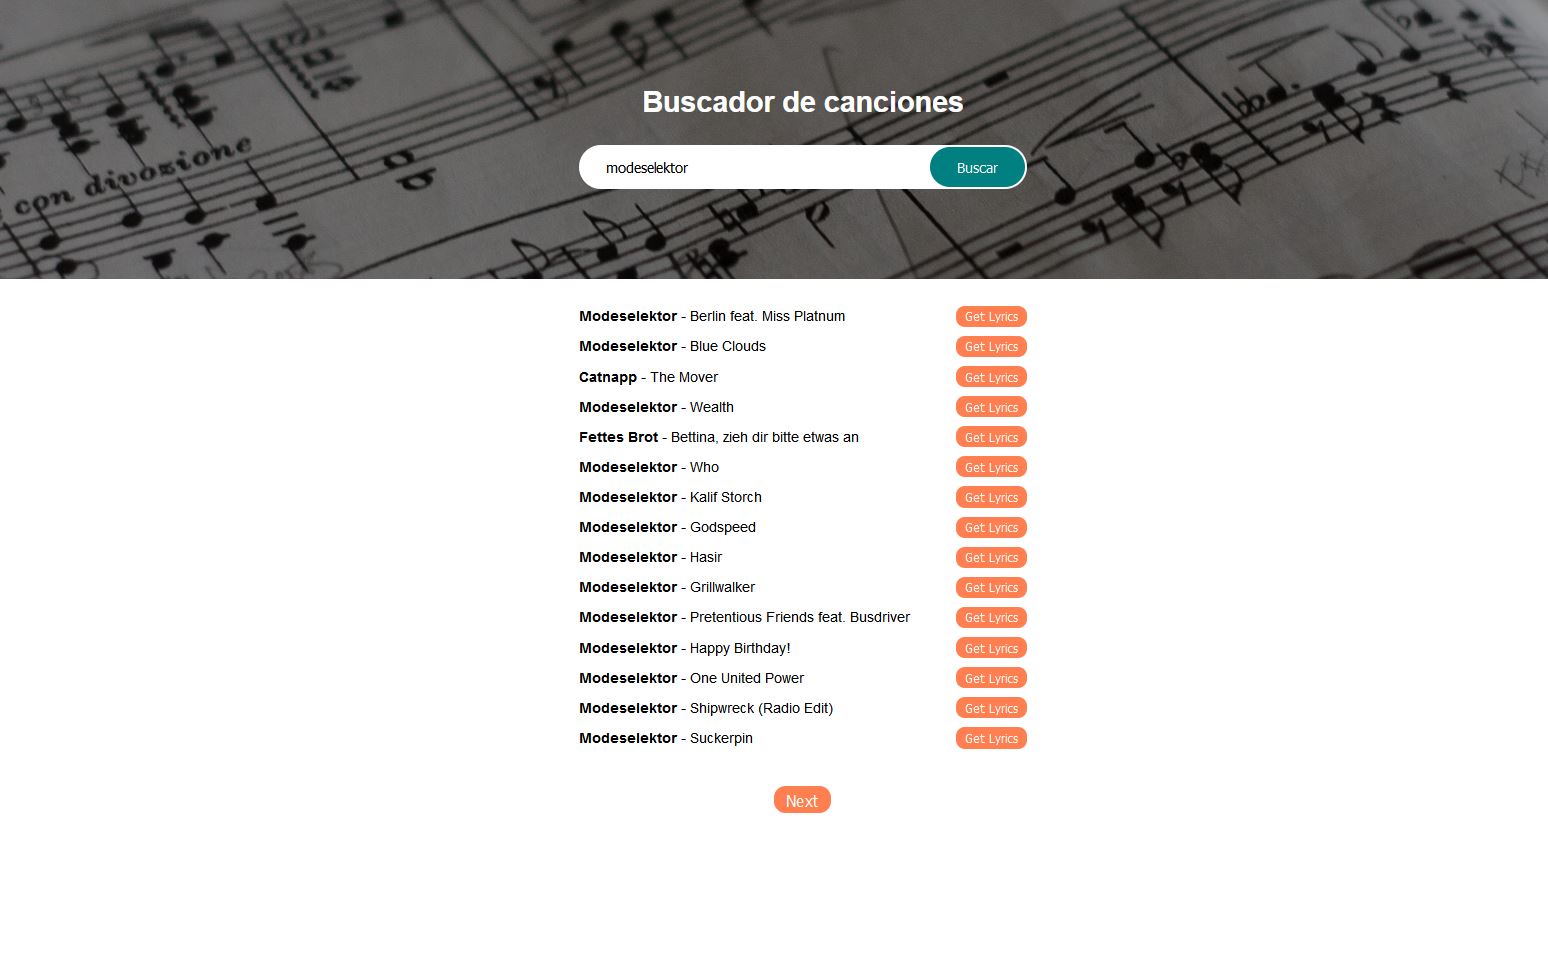 Buscador de canciones
con divozione
modeselektor
Buscar
Modeselektor - Berlin feat. Miss Platnum Get Lyrics
Modeselektor - Blue Clouds Get Lyrics
Catnapp - The Mover Get Lyrics
Modeselektor - Wealth Get Lyrics
Fettes Brot - Bettina, zieh dir bitte etwas an Get Lyrics
Modeselektor - Who Get Lyrics
Modeselektor - Kalif Storch Get Lyrics
Modeselektor - Godspeed Get Lyrics
Modeselektor - Hasir Get Lyrics
Modeselektor - Grillwalker Get Lyrics
Modeselektor - Pretentious Friends feat. Busdriver Get Lyrics
Modeselektor - Happy Birthday! Get Lyrics
Modeselektor - One United Power Get Lyrics
Modeselektor - Shipwreck (Radio Edit) Get Lyrics
Modeselektor - Suckerpin Get Lyrics
Next